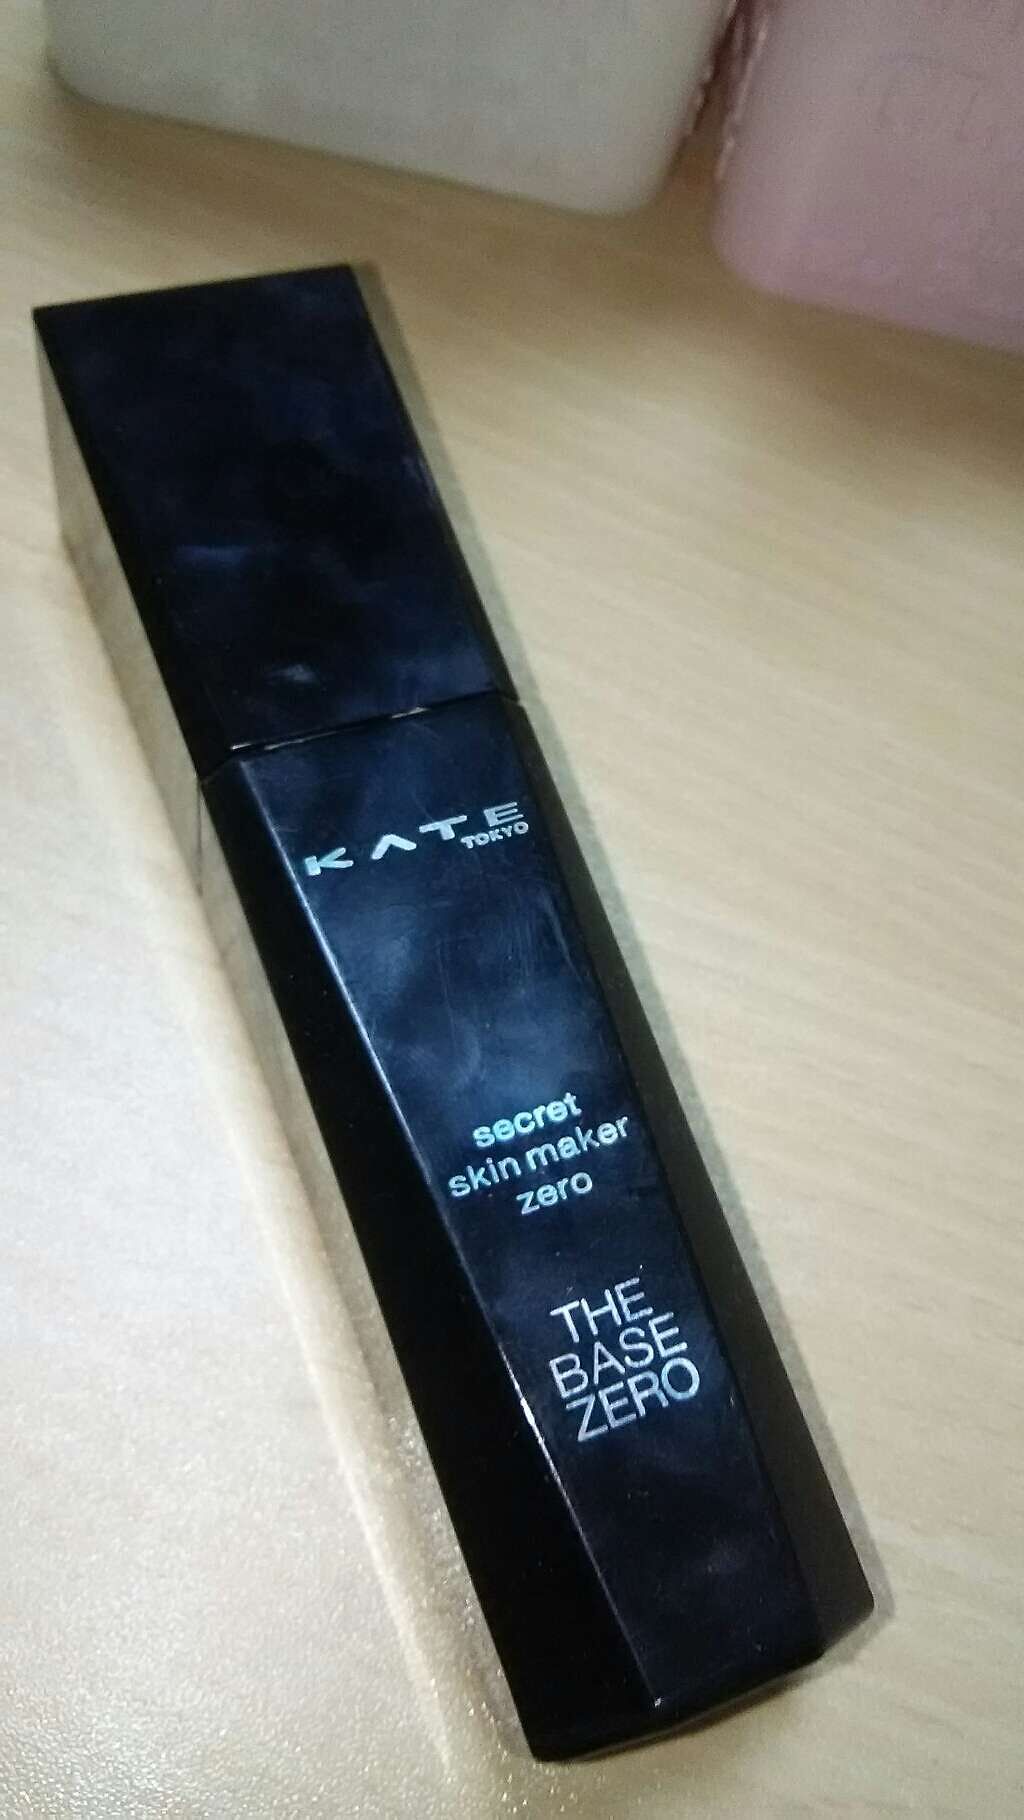 KATE
TOKYO
secret
skin maker
zero
THE
BASE
ZERO